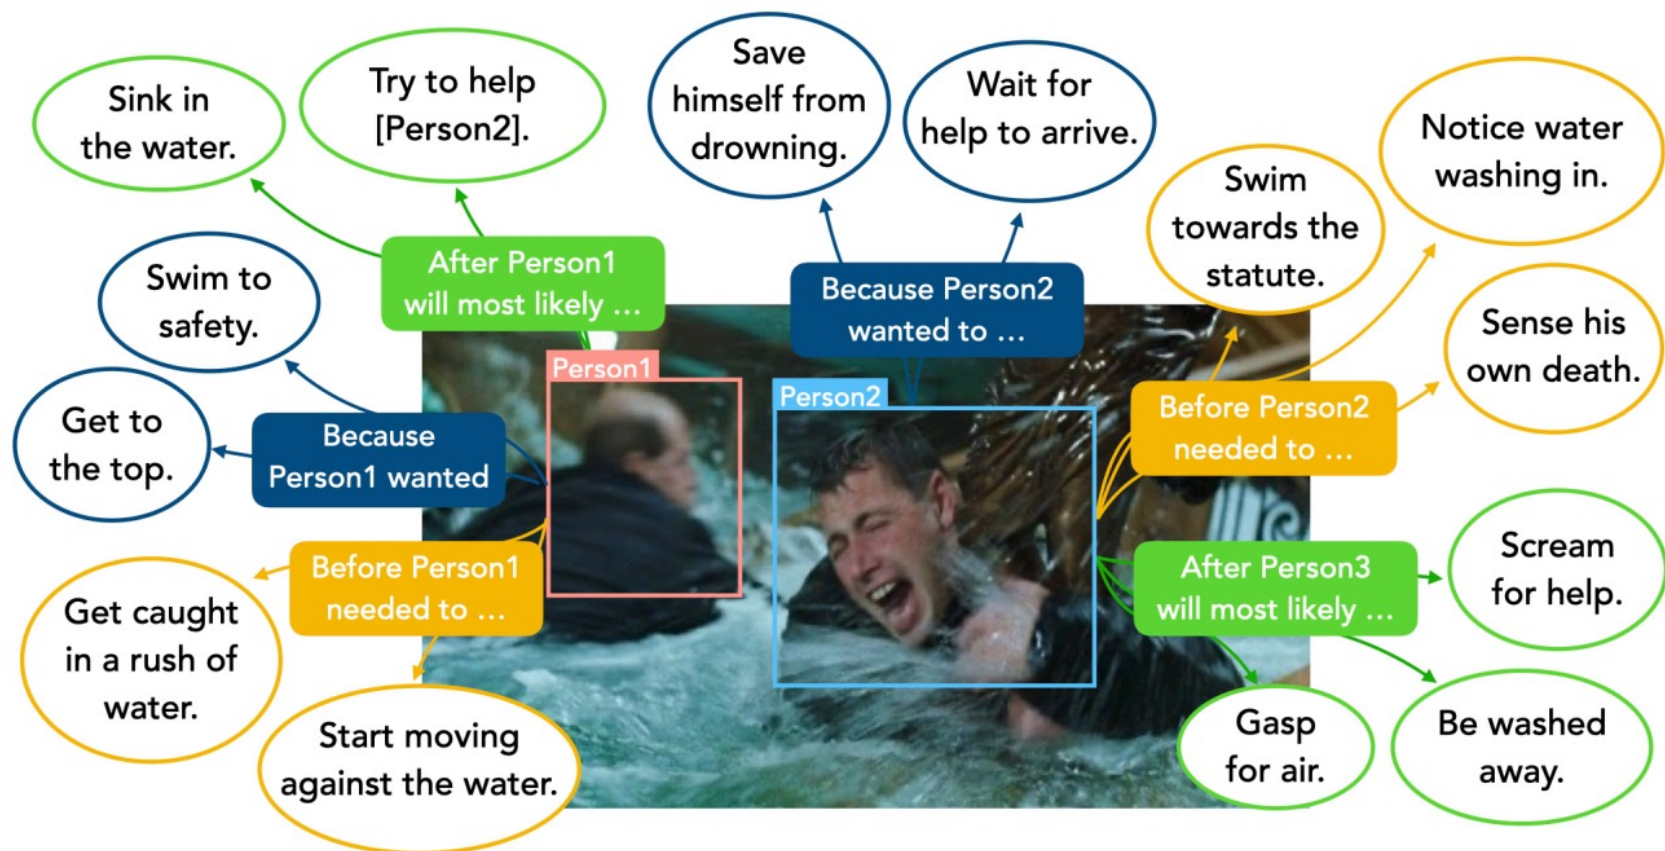 Sink in
the water.
Try to help
[Person2].
Save
himself from
drowning.
Wait for
help to arrive.
Notice water
washing in.
Swim
towards the
statute.
After Person1
will most likely ...
Swim to
safety.
Because Person2
wanted to ...
Sense his
own death.
Person1
Person2
Before Person2
needed to ...
Get to
the top.
Because
Person1 wanted
Before Person1
needed to ...
After Person3
will most likely ...
Scream
for help.
Get caught
in a rush of
water.
Start moving
against the water.
Gasp
for air.
Be washed
away.